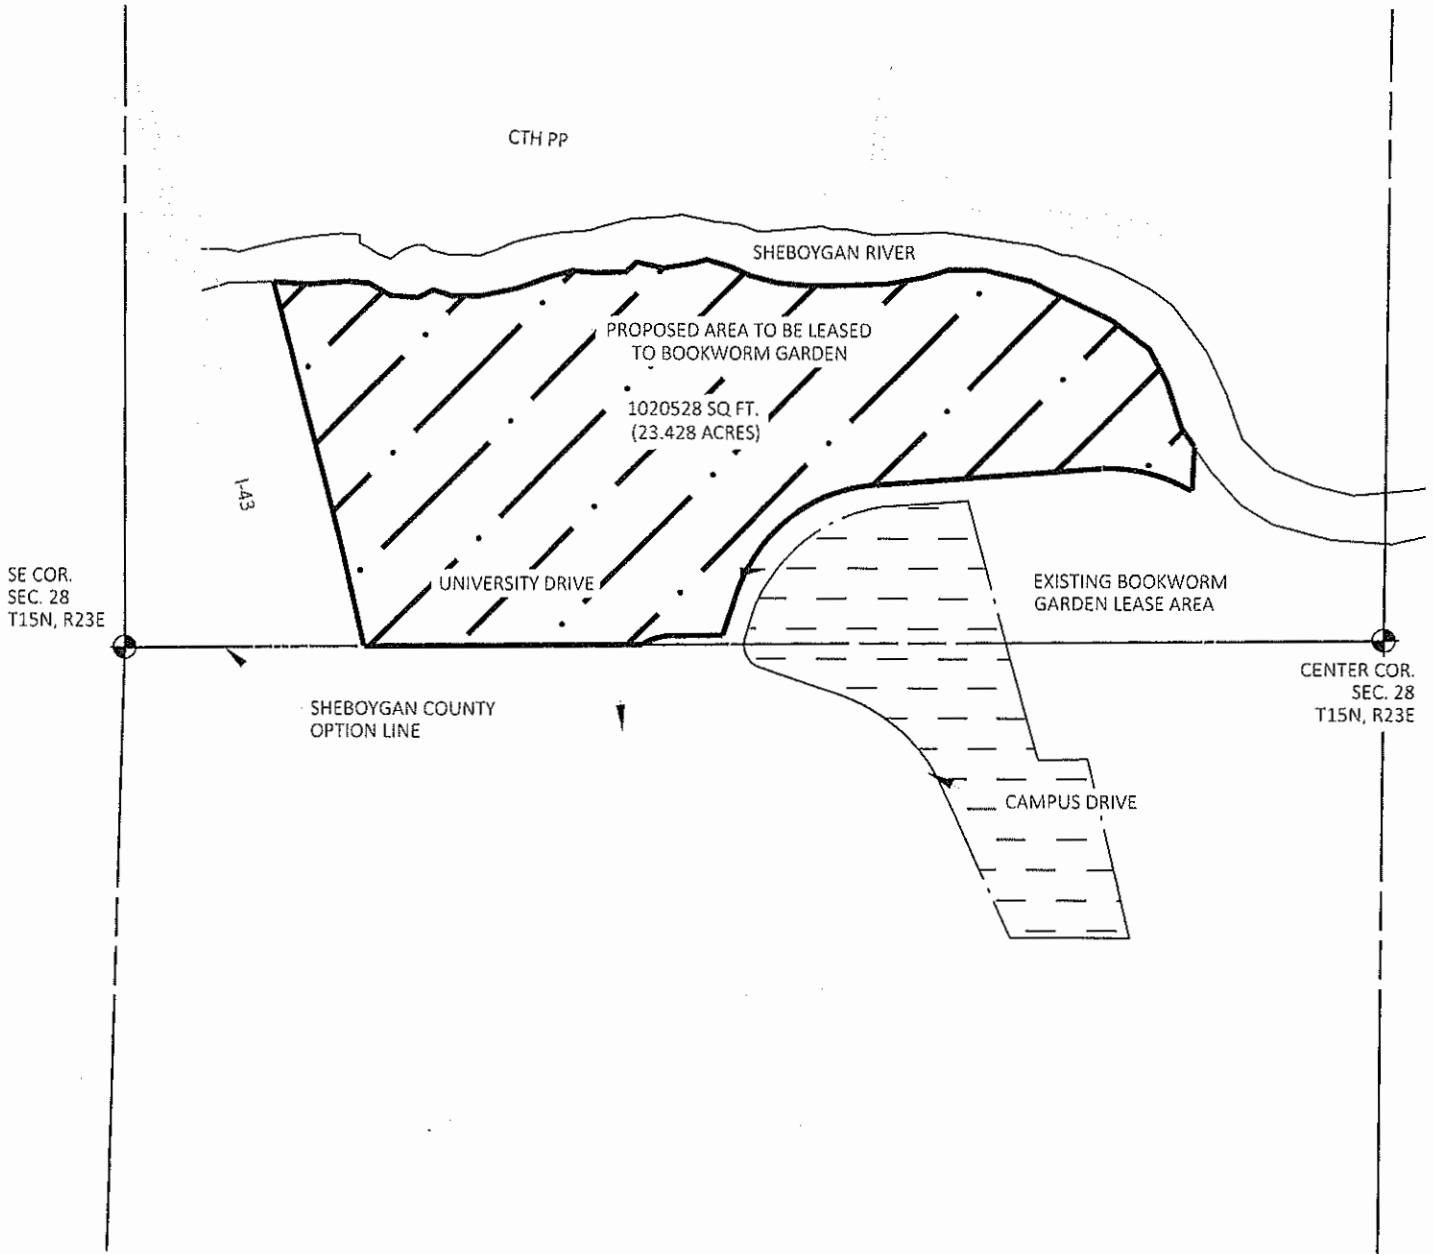 CTH PP
SHEBOYGAN RIVER
PROPOSED AREA TO BE LEASED
TO BOOKWORM GARDEN
1020528 SQ FT.
(23.428 ACRES)
I-43
UNIVERSITY DRIVE
SE COR.
SEC. 28
T15N, R23E
EXISTING BOOKWORM
GARDEN LEASE AREA
CENTER COR.
SEC. 28
T15N, R23E
SHEBOYGAN COUNTY
OPTION LINE
CAMPUS DRIVE